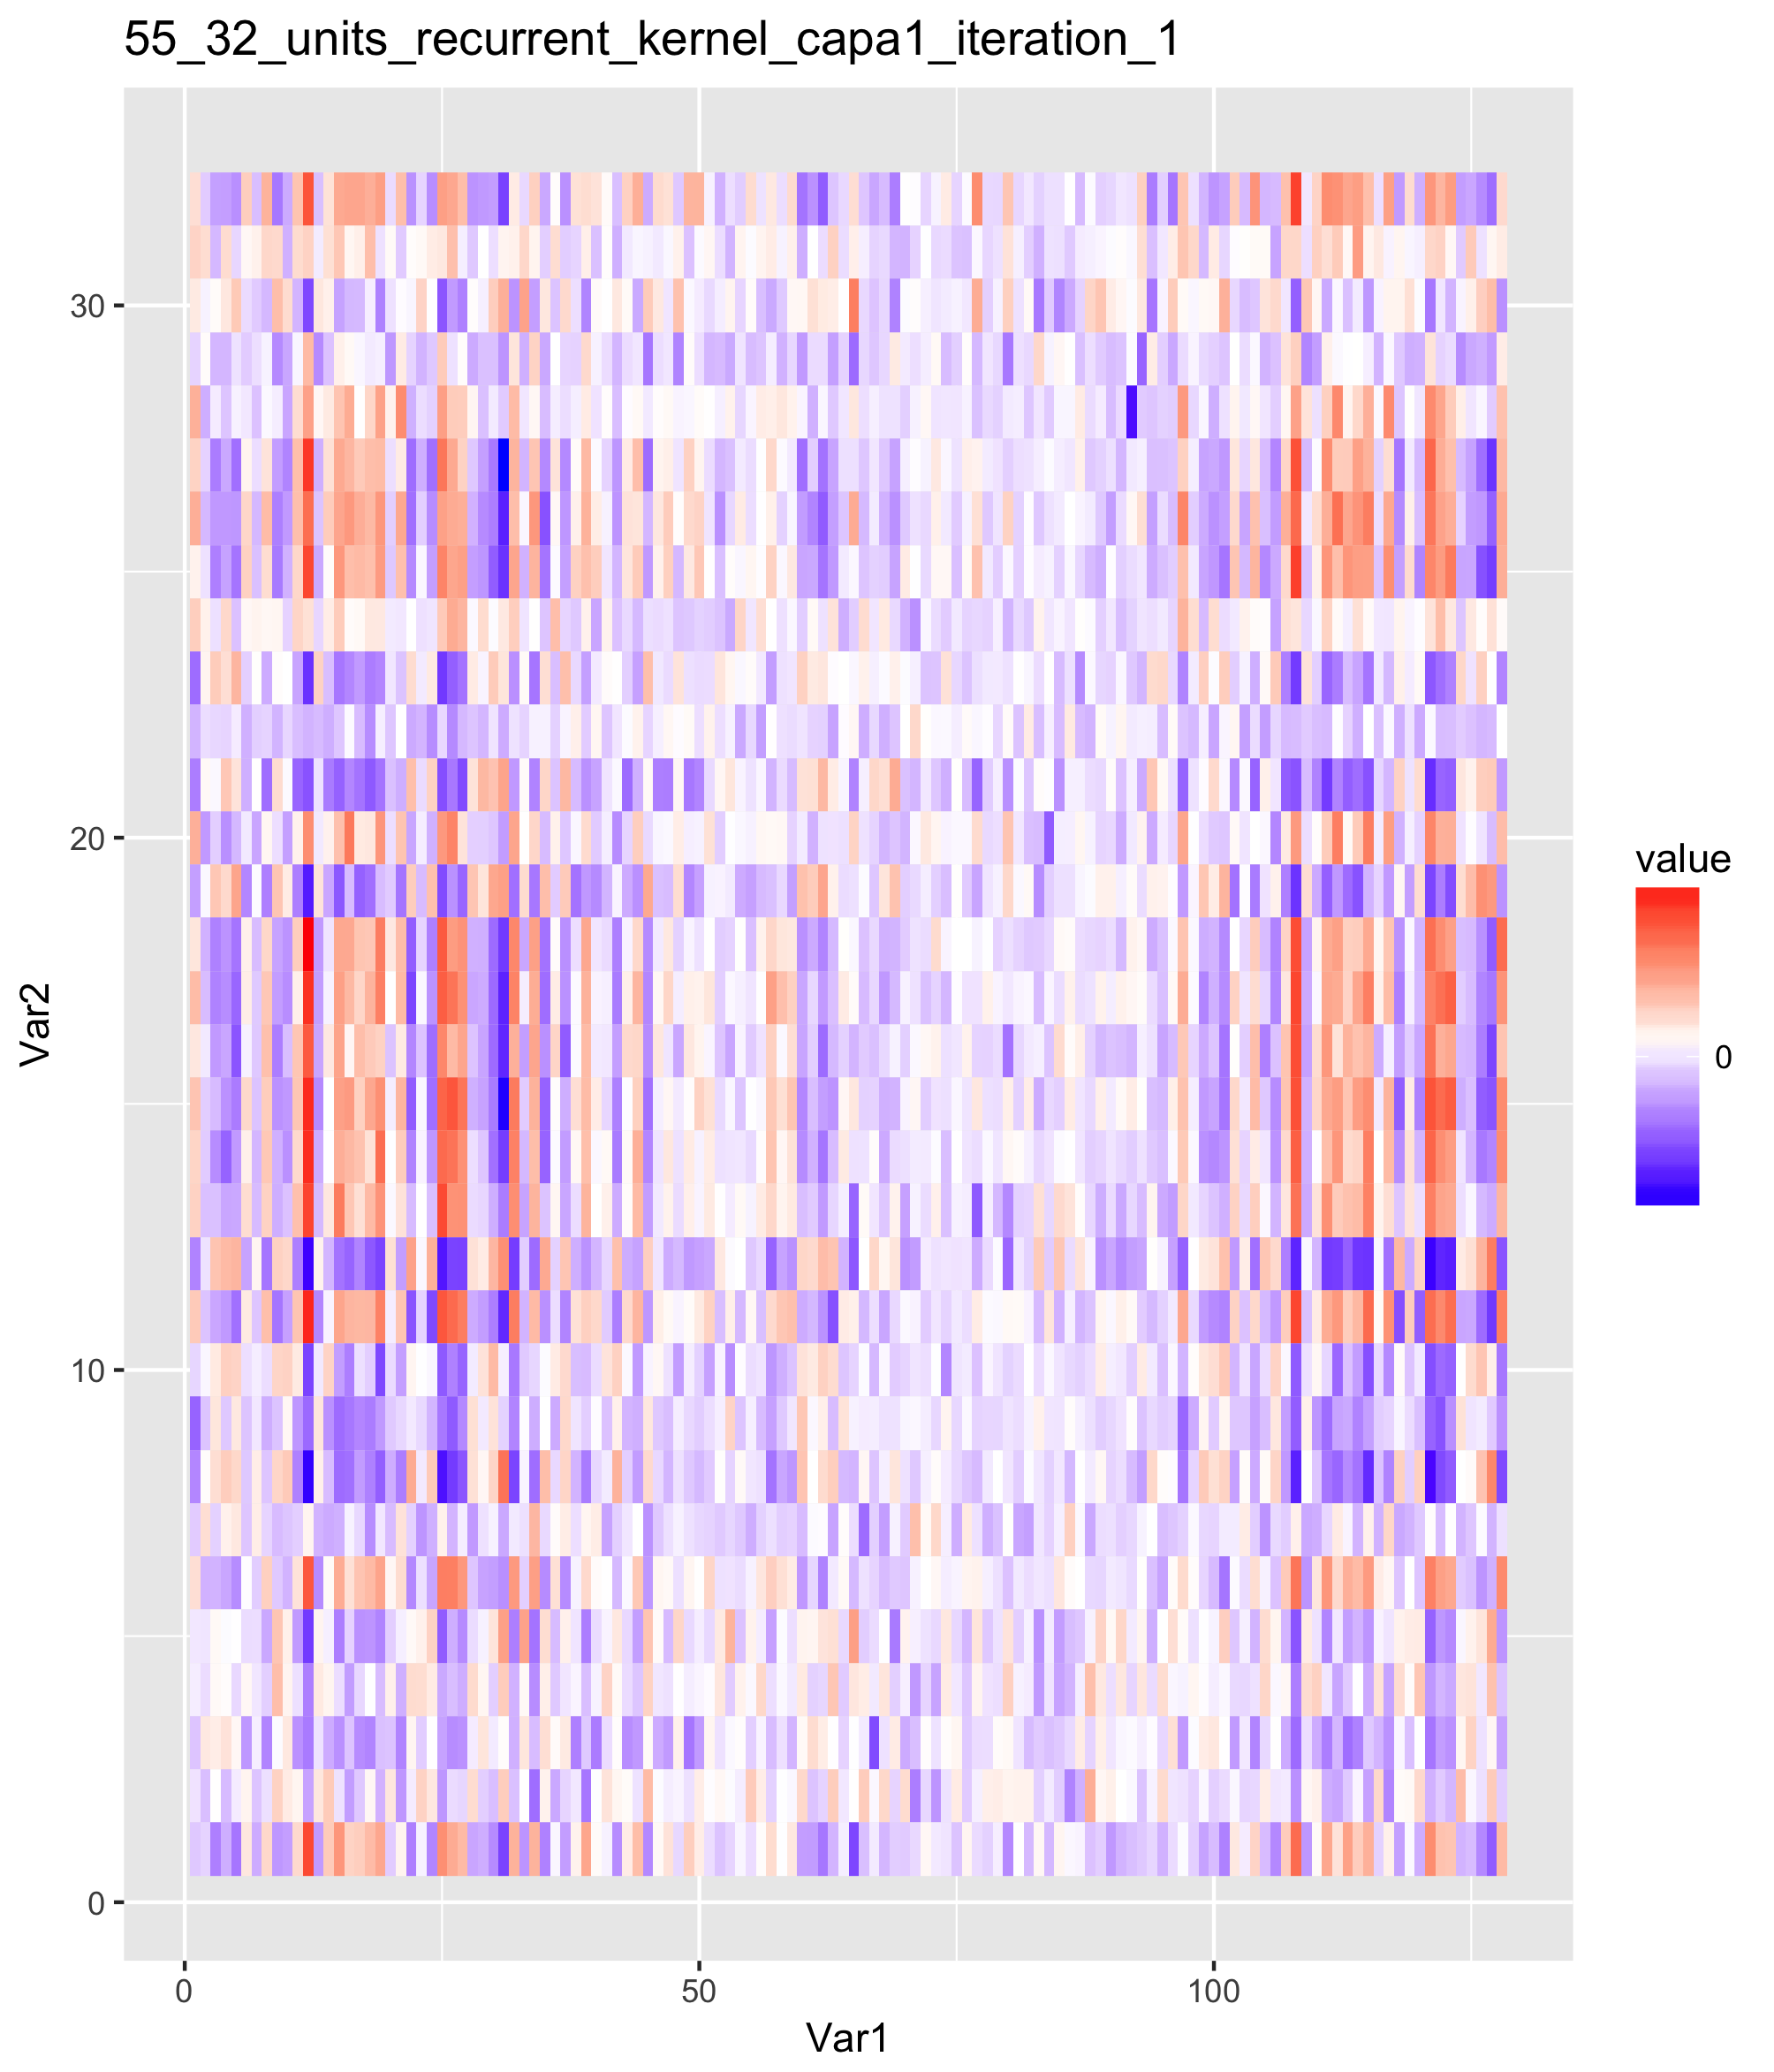 55_32_units_recurrent_kernel_capa1_iteration_1
30
20
10
0
Var2
0
50
100
Var1
value
0